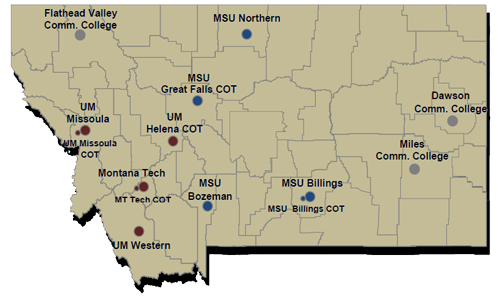 Flathead Valley
Comm. College
MSU Northern
MSU
Great Falls COT
Dawson
Comm. College
UM
Missoula
UM
Helena COT
UM Missoula
COT
Miles
Comm. College
Montana Tech
MT Tech COT
MSU
Bozeman
MSU Billings
MSU Billings COT
UM Western